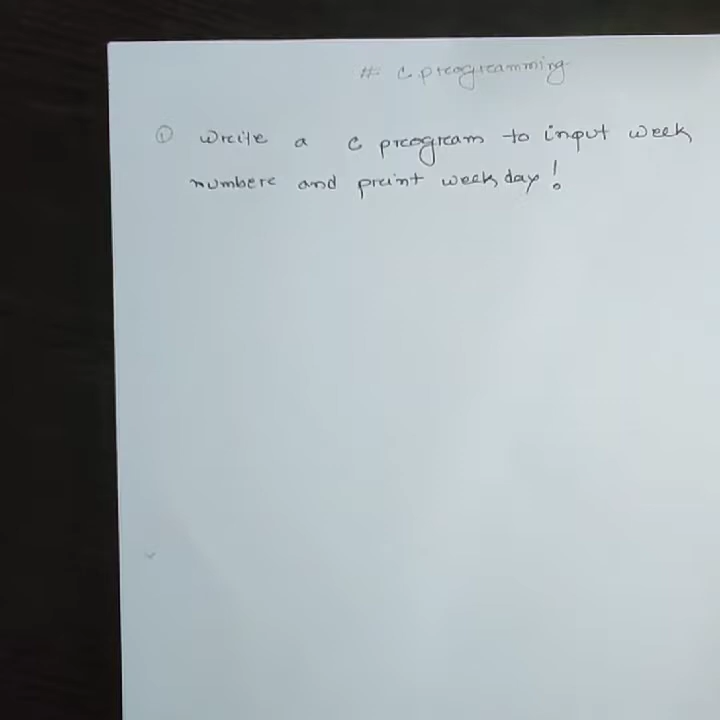 # C programming
① Write a C program to input week
number and print week day!